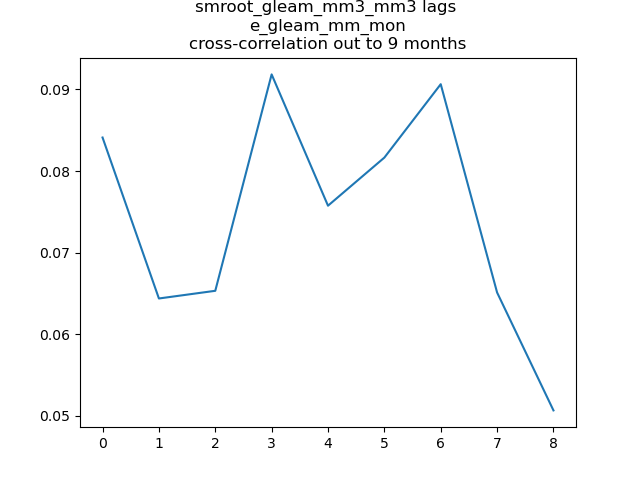 smroot_gleam_mm3_mm3 lags
e_gleam_mm_mon
cross-correlation out to 9 months
0.09
0.08
0.07
0.06
0.05
0 1 2 3 4 5 6 7 8